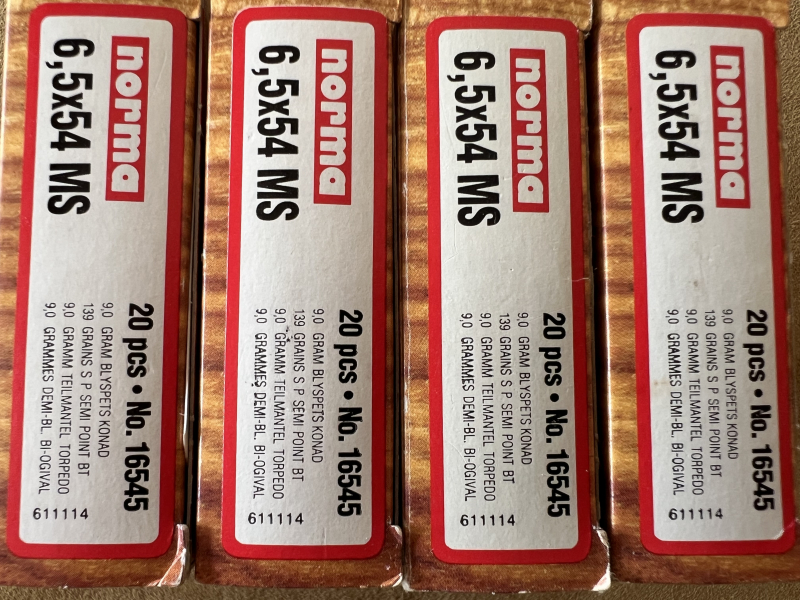 norma
6,5x54 MS
20 pcs • No. 16545
9,0 GRAM BLYSPETS KONAD
139 GRAINS S P SEMI POINT BT
9,0 GRAMM TEILMANTEL TORPEDO
9,0 GRAMMES DEMI-BL. BI-OGIVAL
611114
norma
6,5x54 MS
20 pcs • No. 16545
9,0 GRAM BLYSPETS KONAD
139 GRAINS S P SEMI POINT BT
9,0 GRAMM TEILMANTEL TORPEDO
9,0 GRAMMES DEMI-BL. BI-OGIVAL
611114
norma
6,5x54 MS
20 pcs • No. 16545
9,0 GRAM BLYSPETS KONAD
139 GRAINS S P SEMI POINT BT
9,0 GRAMM TEILMANTEL TORPEDO
9,0 GRAMMES DEMI-BL. BI-OGIVAL
611114
norma
6,5x54 MS
20 pcs • No. 16545
9,0 GRAM BLYSPETS KONAD
139 GRAINS S P SEMI POINT BT
9,0 GRAMM TEILMANTEL TORPEDO
9,0 GRAMMES DEMI-BL. BI-OGIVAL
611114